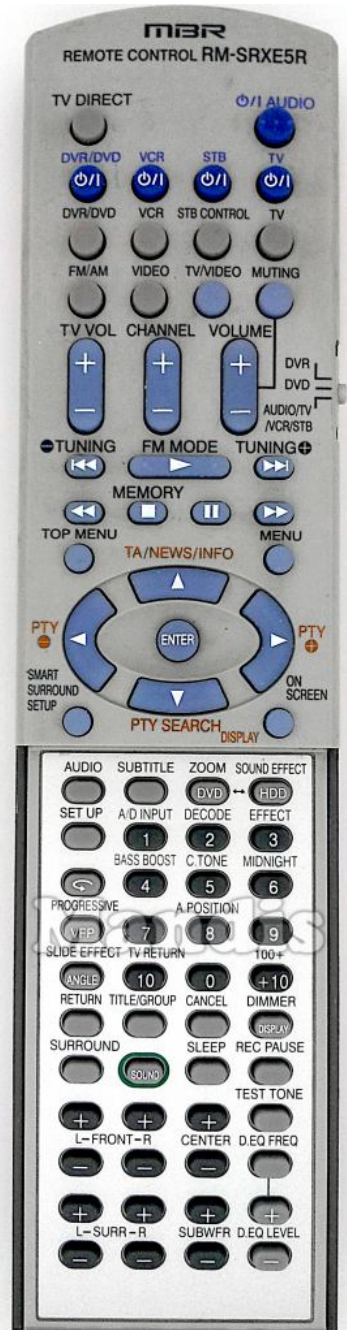 MBR
REMOTE CONTROL RM-SRXE5R
TV DIRECT
⏻/I AUDIO
DVR/DVD VCR STB TV
⏻/I ⏻/I ⏻/I ⏻/I
DVR/DVD VCR STB CONTROL TV
FM/AM VIDEO TV/VIDEO MUTING
TV VOL CHANNEL VOLUME
+ + +
DVR
DVD
– – –
AUDIO/TV
/VCR/STB
TUNING FM MODE TUNING
MEMORY
TOP MENU MENU
TA/NEWS/INFO
PTY ENTER PTY
SMART
SURROUND
SETUP
ON
SCREEN
PTY SEARCH
DISPLAY
AUDIO SUBTITLE ZOOM SOUND EFFECT
DVD ↔ HDD
SET UP A/D INPUT DECODE EFFECT
1 2 3
BASS BOOST C.TONE MIDNIGHT
4 5 6
PROGRESSIVE A.POSITION
VFP 7 8 9
Mandis
SLIDE EFFECT TV RETURN 100+
ANGLE 10 0 +10
RETURN TITLE/GROUP CANCEL DIMMER
DISPLAY
SURROUND SLEEP REC PAUSE
SOUND
TEST TONE
+ + +
L–FRONT–R CENTER D.EQ FREQ
– – –
+ + + +
L–SURR–R SUBWFR D.EQ LEVEL
– – – –